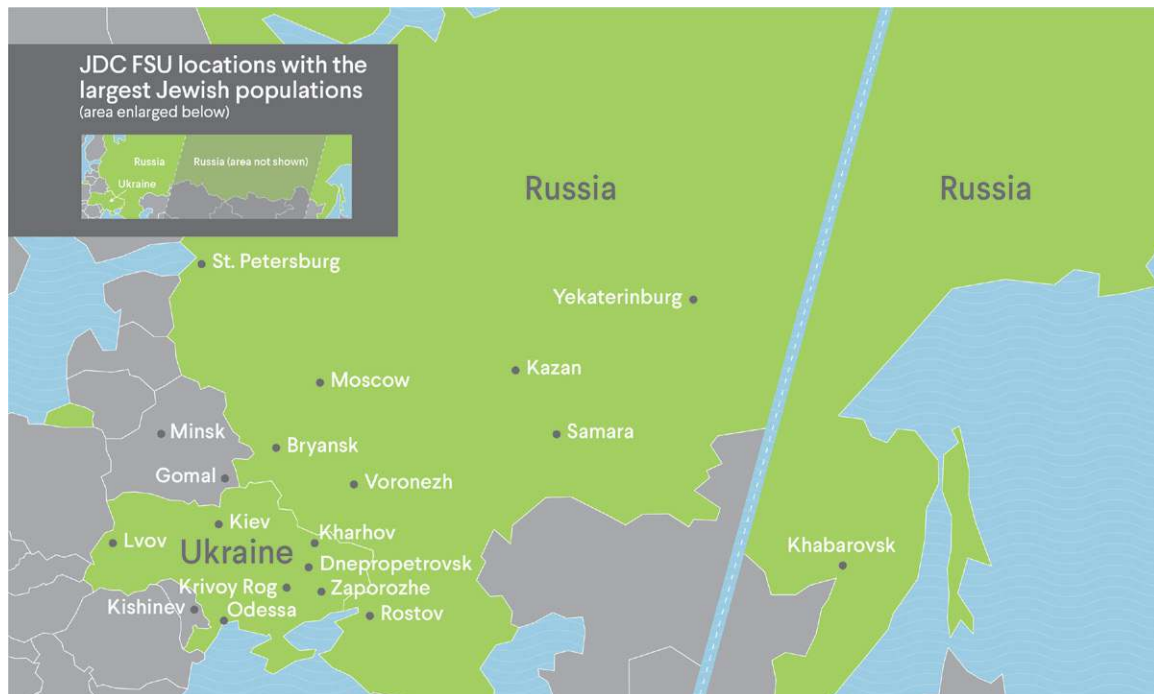 JDC FSU locations with the
largest Jewish populations
(area enlarged below)
Russia
Russia (area not shown)
Ukraine
Russia
Russia
St. Petersburg
Yekaterinburg
Kazan
Moscow
Minsk
Samara
Bryansk
Gomal
Voronezh
Kiev
Lvov
Kharhov
Ukraine
Khabarovsk
Dnepropetrovsk
Krivoy Rog
Zaporozhe
Kishinev
Odessa
Rostov